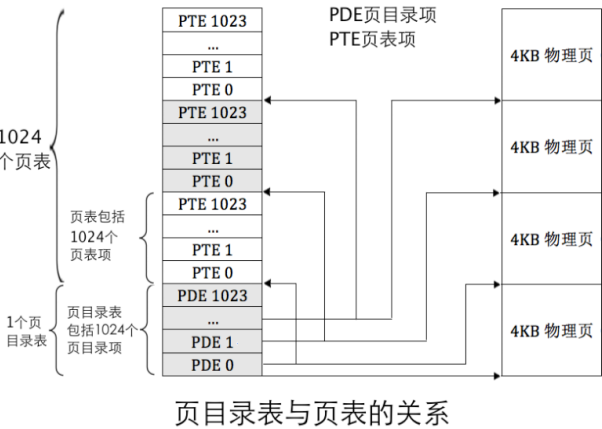 PDE页目录项
PTE页表项
PTE 1023
...
PTE 1
PTE 0
PTE 1023
...
PTE 1
PTE 0
PTE 1023
...
PTE 1
PTE 0
PDE 1023
...
PDE 1
PDE 0
1024
个页表
页表包括
1024个
页表项
1个页
目录表
页目录表
包括1024个
页目录项
4KB 物理页
4KB 物理页
4KB 物理页
4KB 物理页
页目录表与页表的关系